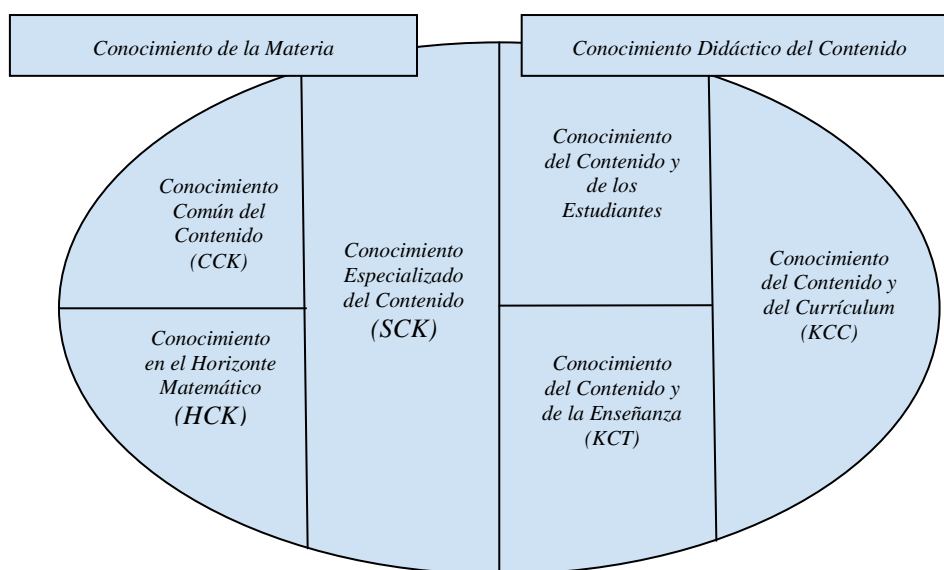 Conocimiento de la Materia
Conocimiento Didáctico del Contenido
Conocimiento
Común del
Contenido
(CCK)
Conocimiento
en el Horizonte
Matemático
(HCK)
Conocimiento
Especializado
del Contenido
(SCK)
Conocimiento
del Contenido y
de los
Estudiantes
Conocimiento
del Contenido y
de la Enseñanza
(KCT)
Conocimiento
del Contenido y
del Currículum
(KCC)